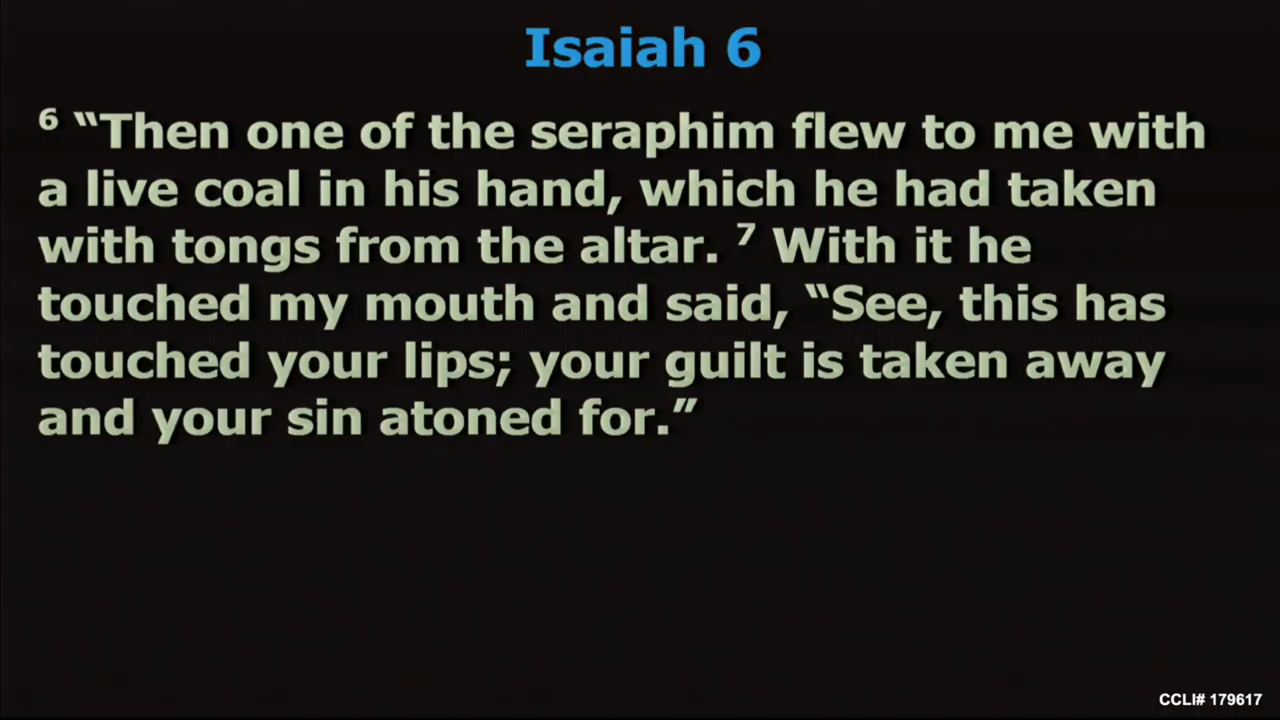 Isaiah 6
⁶ “Then one of the seraphim flew to me with
a live coal in his hand, which he had taken
with tongs from the altar. ⁷ With it he
touched my mouth and said, “See, this has
touched your lips; your guilt is taken away
and your sin atoned for.”
CCLI# 179617